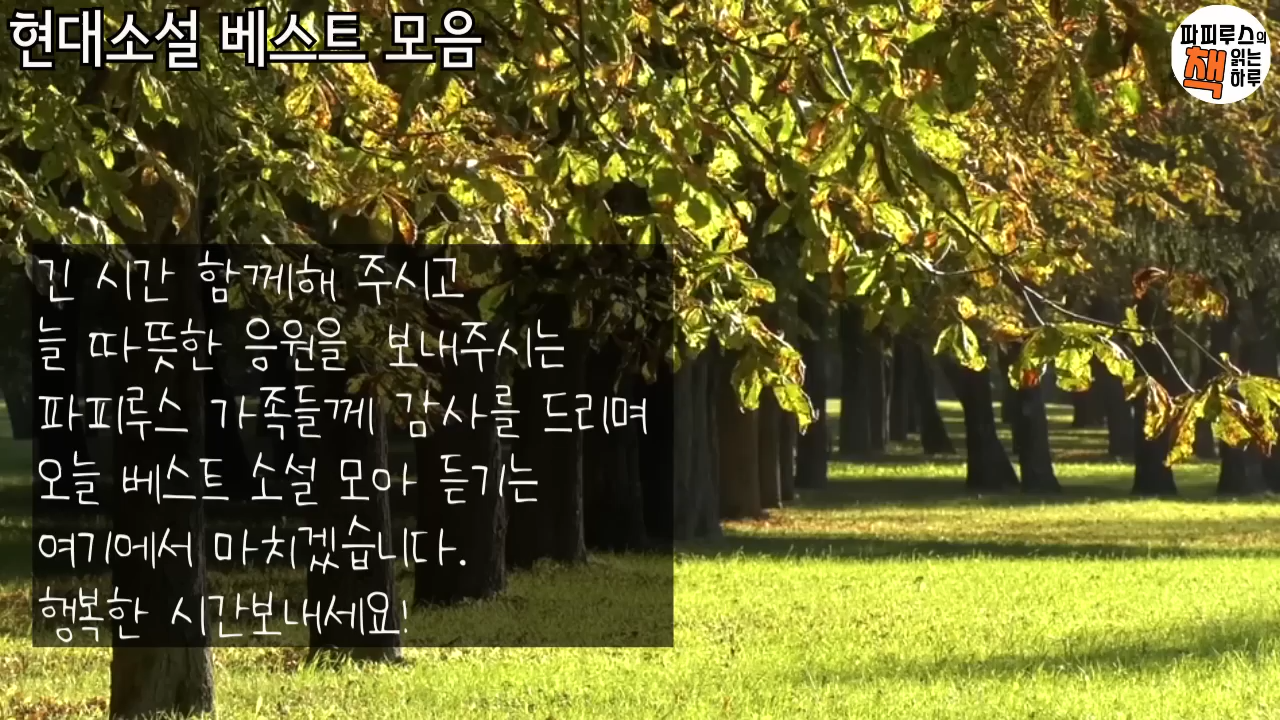 현대소설 베스트 모음
파피루스의
책 읽는
하루
긴 시간 함께해 주시고
늘 따뜻한 응원을 보내주시는
파피루스 가족들께 감사를 드리며
오늘 베스트 소설 모아 듣기는
여기에서 마치겠습니다.
행복한 시간보내세요!